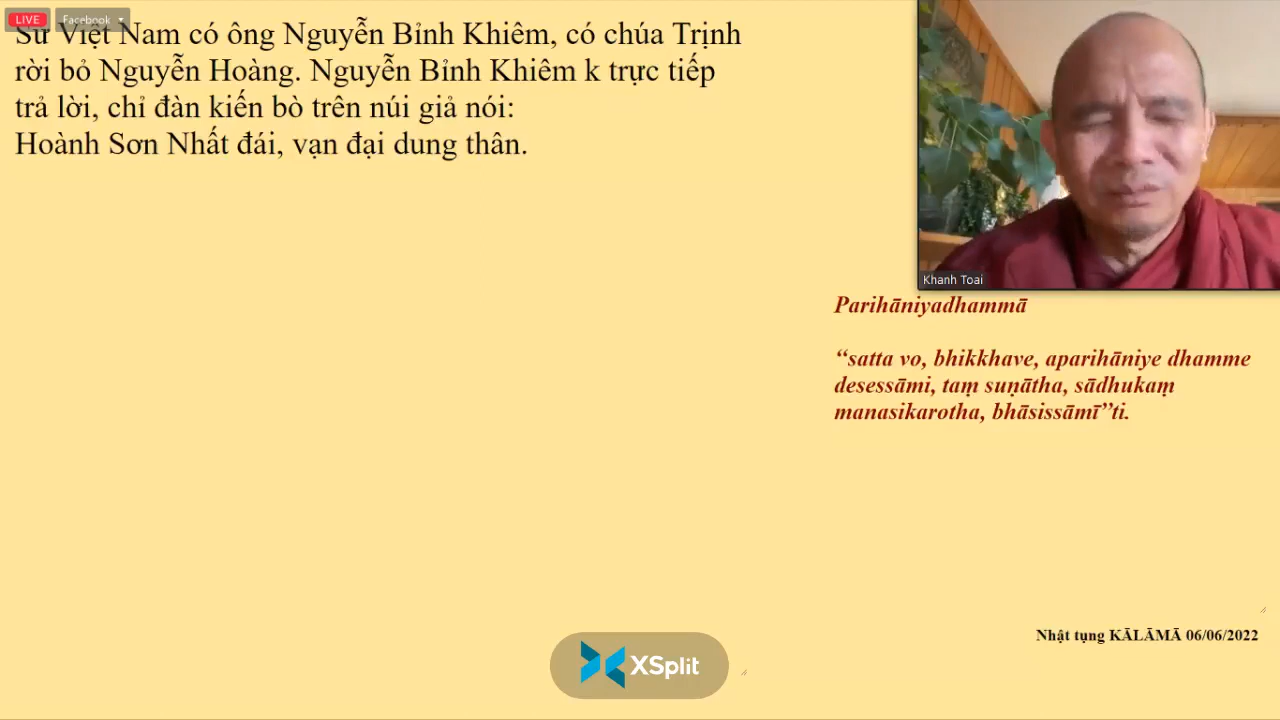 LIVE Facebook
Sử Việt Nam có ông Nguyễn Bỉnh Khiêm, có chúa Trịnh
rời bỏ Nguyễn Hoàng. Nguyễn Bỉnh Khiêm k trực tiếp
trả lời, chỉ đàn kiến bò trên núi giả nói:
Hoành Sơn Nhất đái, vạn đại dung thân.
Khanh Toai
Parihāniyadhammā
“satta vo, bhikkhave, aparihāniye dhamme
desessāmi, taṃ suṇātha, sādhukaṃ
manasikarotha, bhāsissāmī”ti.
Nhật tụng KĀLĀMĀ 06/06/2022
XSplit